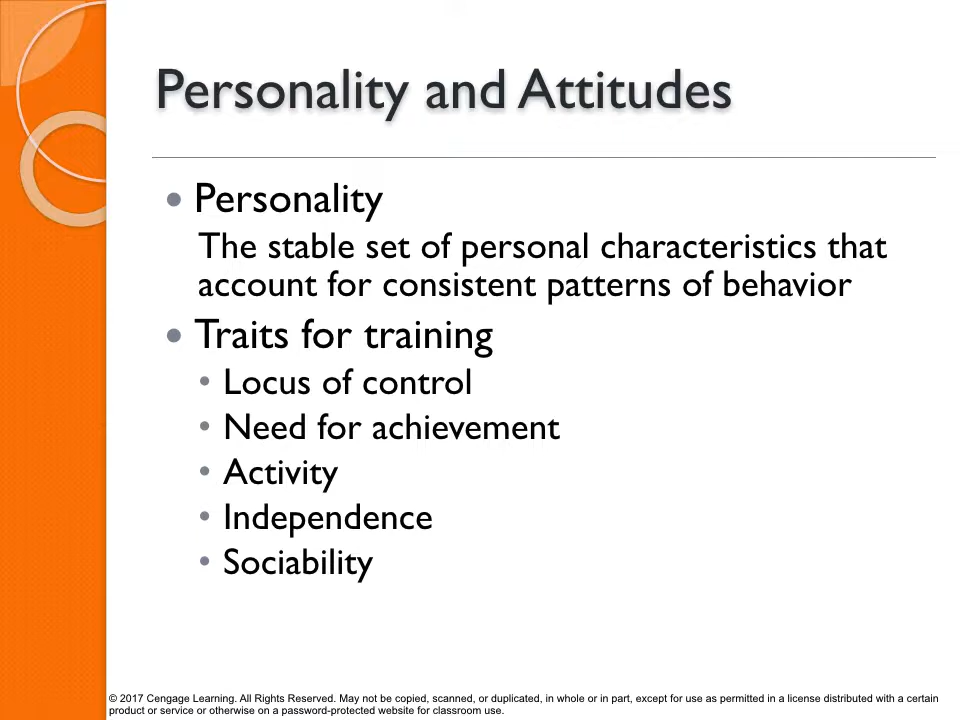 Personality and Attitudes
• Personality
The stable set of personal characteristics that
account for consistent patterns of behavior
• Traits for training
• Locus of control
• Need for achievement
• Activity
• Independence
• Sociability
© 2017 Cengage Learning. All Rights Reserved. May not be copied, scanned, or duplicated, in whole or in part, except for use as permitted in a license distributed with a certain
product or service or otherwise on a password-protected website for classroom use.